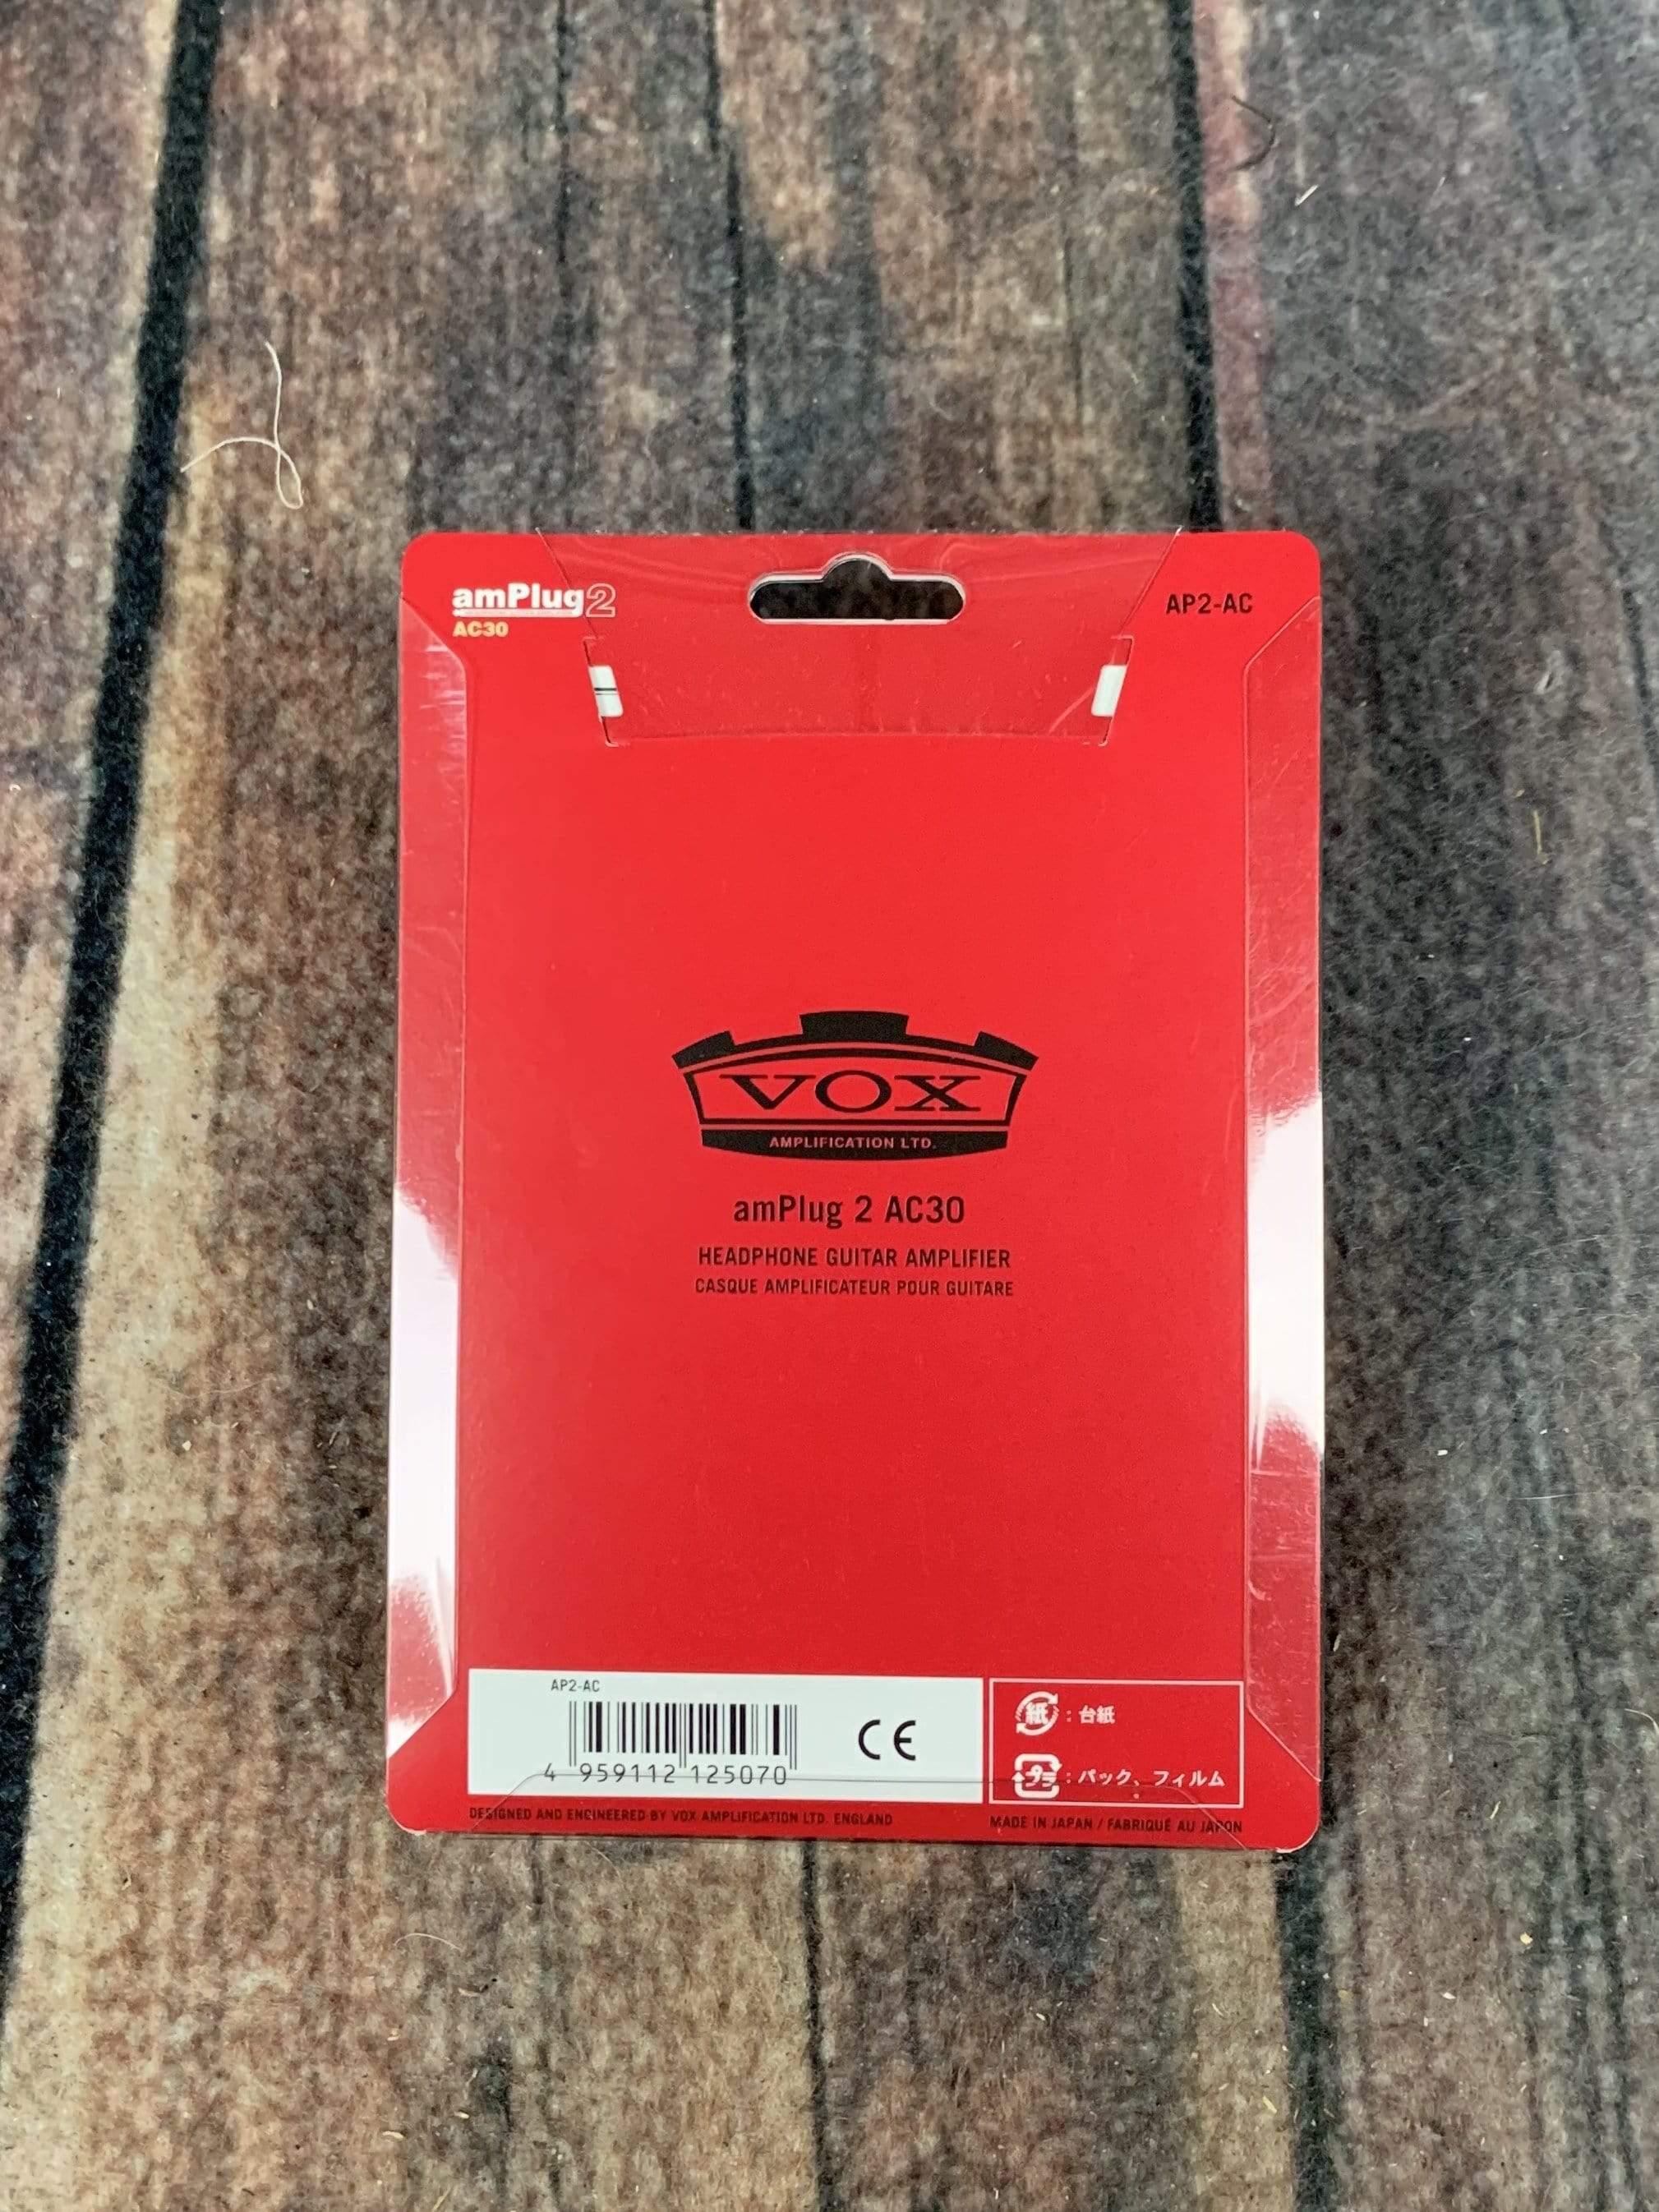 amPlug2
AC30
AP2-AC
VOX
AMPLIFICATION LTD.
amPlug 2 AC30
HEADPHONE GUITAR AMPLIFIER
CASQUE AMPLIFICATEUR POUR GUITARE
AP2-AC
4 959112 125070
CE
紙 : 台紙
9 : パック、フィルム
DESIGNED AND ENGINEERED BY VOX AMPLIFICATION LTD. ENGLAND
MADE IN JAPAN / FABRIQUÉ AU JAPON